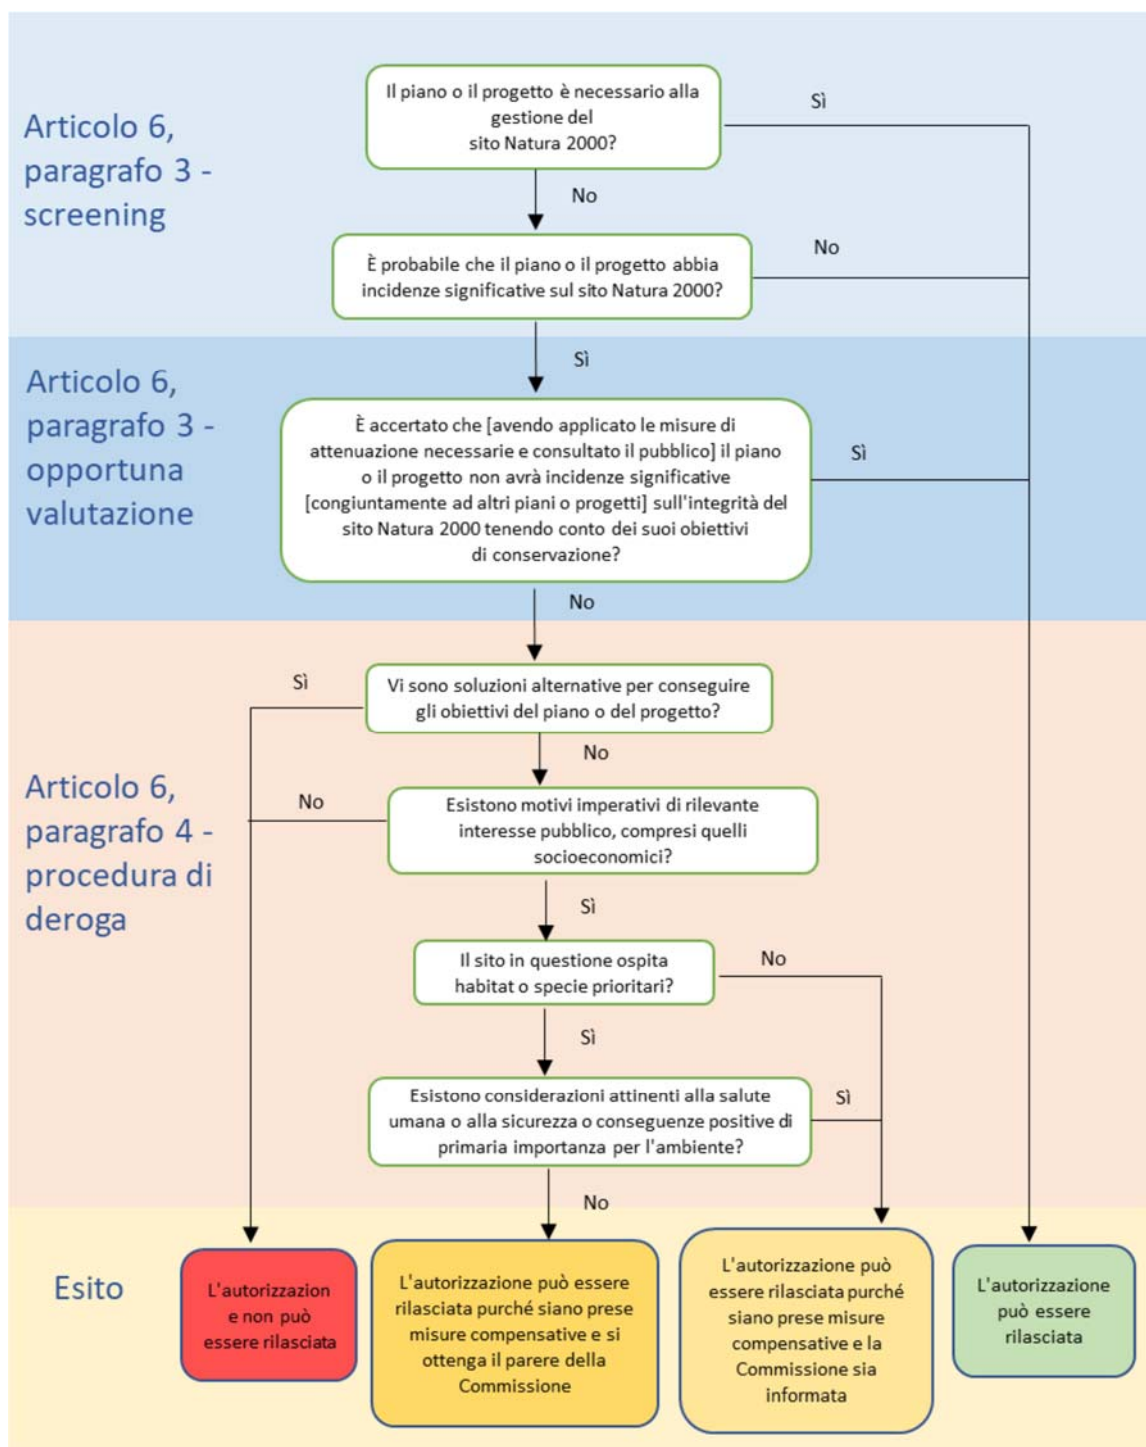 Articolo 6,
paragrafo 3 -
screening
Il piano o il progetto è necessario alla
gestione del
sito Natura 2000?
Sì
No
È probabile che il piano o il progetto abbia
incidenze significative sul sito Natura 2000?
No
Sì
Articolo 6,
paragrafo 3 -
opportuna
valutazione
È accertato che [avendo applicato le misure di
attenuazione necessarie e consultato il pubblico] il piano
o il progetto non avrà incidenze significative
[congiuntamente ad altri piani o progetti] sull'integrità del
sito Natura 2000 tenendo conto dei suoi obiettivi
di conservazione?
Sì
No
Articolo 6,
paragrafo 4 -
procedura di
deroga
Vi sono soluzioni alternative per conseguire
gli obiettivi del piano o del progetto?
Sì
No
Esistono motivi imperativi di rilevante
interesse pubblico, compresi quelli
socioeconomici?
No
Sì
Il sito in questione ospita
habitat o specie prioritari?
No
Sì
Esistono considerazioni attinenti alla salute
umana o alla sicurezza o conseguenze positive di
primaria importanza per l'ambiente?
Sì
No
Esito
L'autorizzazion
e non può
essere rilasciata
L'autorizzazione può essere
rilasciata purché siano prese
misure compensative e si
ottenga il parere della
Commissione
L'autorizzazione può
essere rilasciata purché
siano prese misure
compensative e la
Commissione sia
informata
L'autorizzazione
può essere
rilasciata